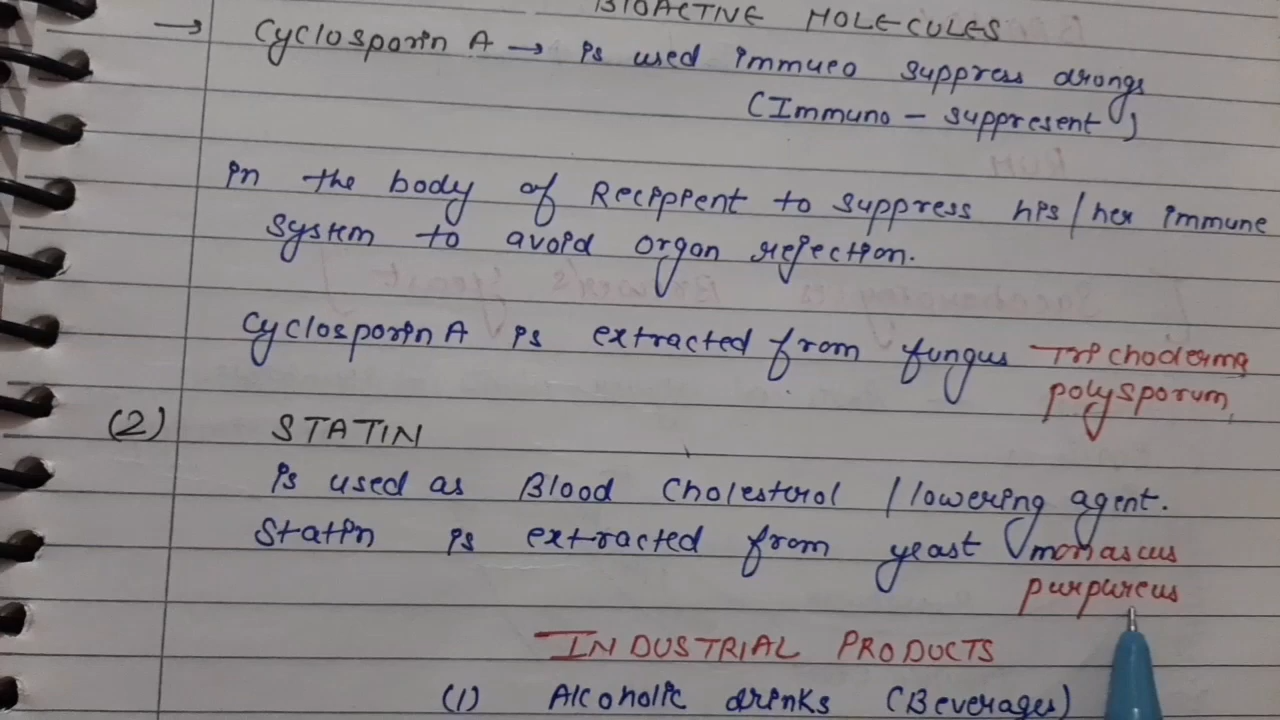 BIOACTIVE MOLECULES
→ Cyclosporin A → is used immuno suppress drongs
(Immuno - suppresent)
in the body of Recippent to suppress his/her immune
system to avoid organ rejection.
Cyclosporin A is extracted from fungus Trichoderma
polysporum,
(2) STATIN
is used as Blood Cholesterol / lowering agent.
Statin is extracted from yeast (monascus
purpureus
INDUSTRIAL PRODUCTS
(1) Alcoholic drinks (Beverages)